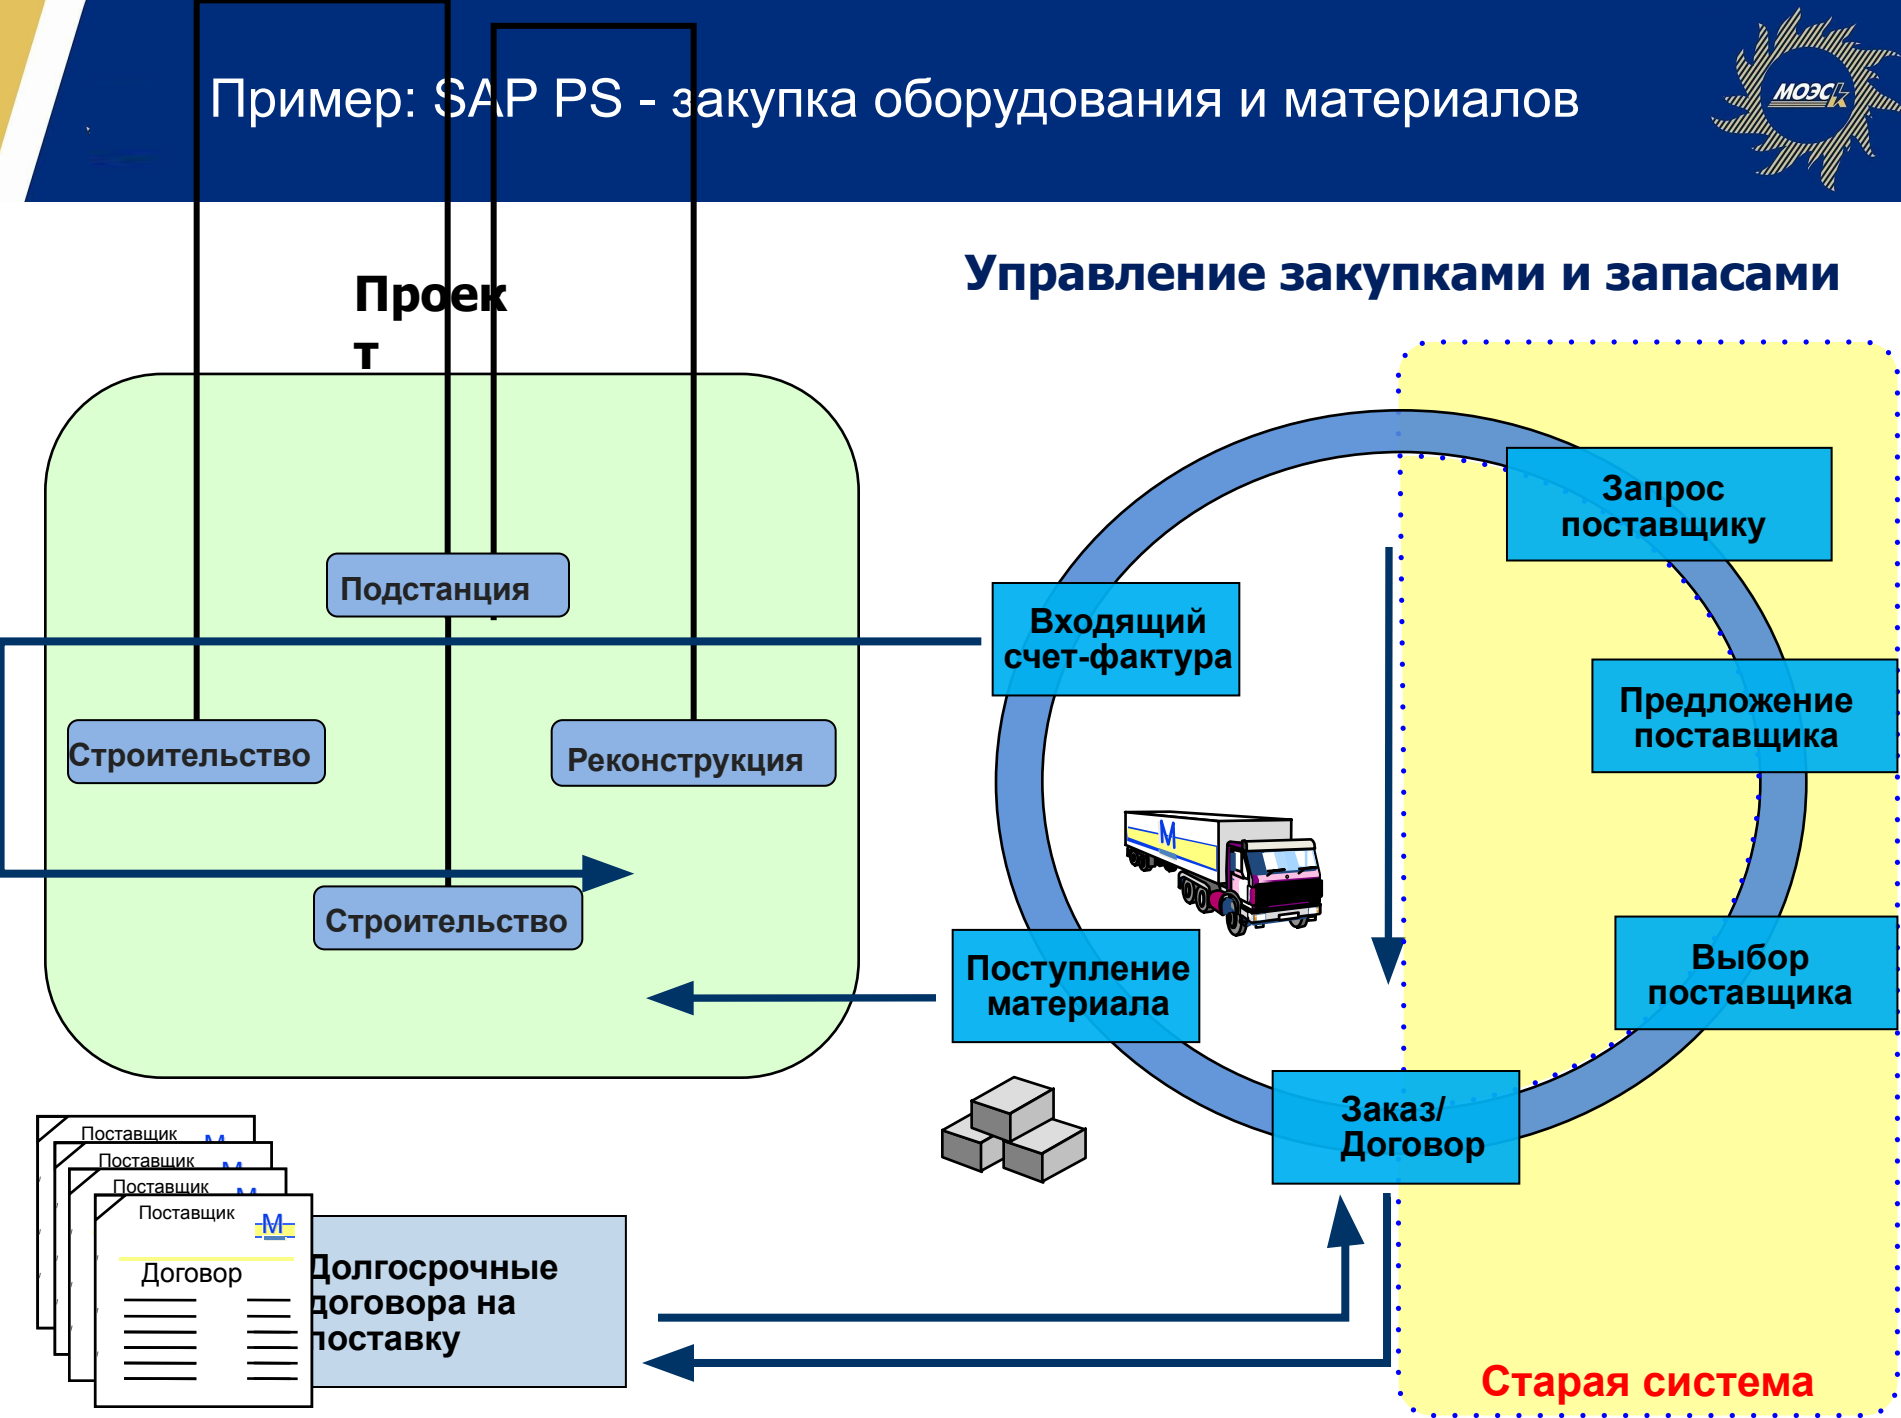 Пример: SAP PS - закупка оборудования и материалов
МОЭСК
Проек
т
Управление закупками и запасами
Запрос
поставщику
Подстанция
Входящий
счет-фактура
Предложение
поставщика
Строительство
Реконструкция
М
Строительство
Выбор
поставщика
Поступление
материала
Заказ/
Договор
Поставщик М
Поставщик М
Поставщик М
Поставщик М
Договор
Долгосрочные
договора на
поставку
Старая система